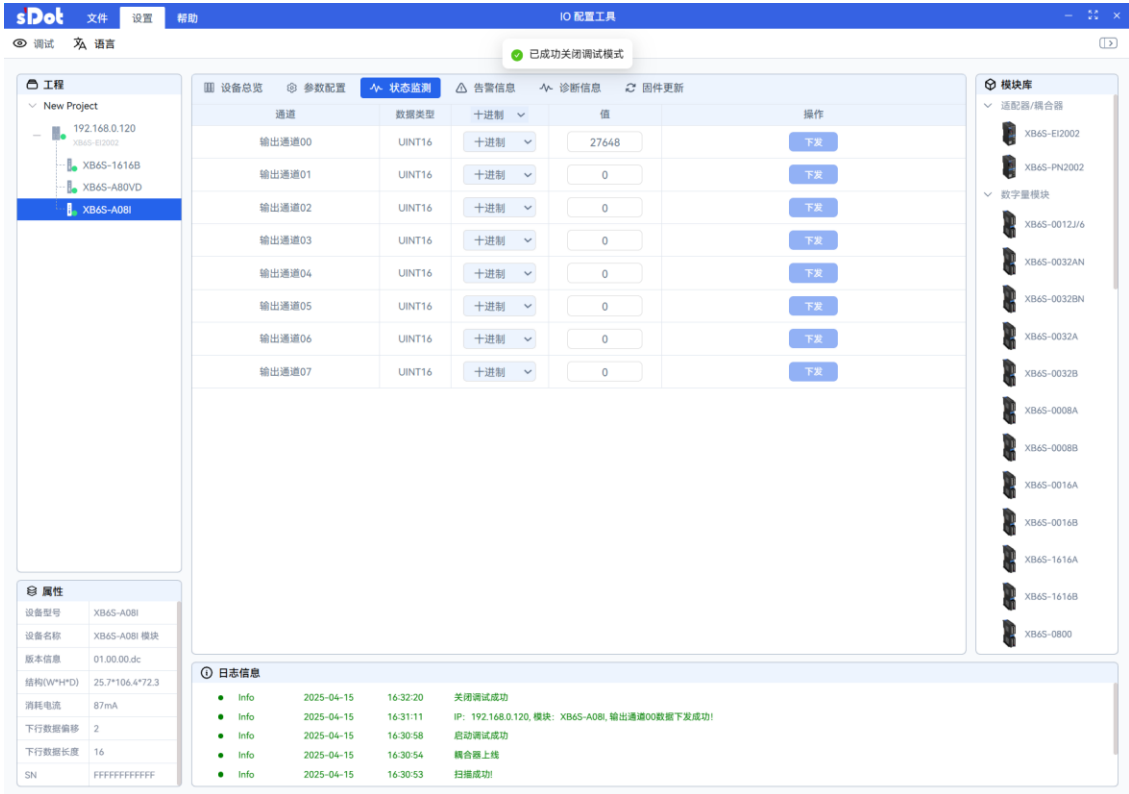 sDot 文件 设置 帮助 IO 配置工具
调试 语言
已成功关闭调试模式
工程
New Project
192.168.0.120
XB6S-EI2002
XB6S-1616B
XB6S-A80VD
XB6S-A08I
设备总览 参数配置 状态监测 告警信息 诊断信息 固件更新
通道 数据类型 十进制 值 操作
输出通道00 UINT16 十进制 27648 下发
输出通道01 UINT16 十进制 0 下发
输出通道02 UINT16 十进制 0 下发
输出通道03 UINT16 十进制 0 下发
输出通道04 UINT16 十进制 0 下发
输出通道05 UINT16 十进制 0 下发
输出通道06 UINT16 十进制 0 下发
输出通道07 UINT16 十进制 0 下发
模块库
适配器/耦合器
XB6S-EI2002
XB6S-PN2002
数字量模块
XB6S-0012J/6
XB6S-0032AN
XB6S-0032BN
XB6S-0032A
XB6S-0032B
XB6S-0008A
XB6S-0008B
XB6S-0016A
XB6S-0016B
XB6S-1616A
XB6S-1616B
XB6S-0800
属性
设备型号 XB6S-A08I
设备名称 XB6S-A08I 模块
版本信息 01.00.00.dc
结构(W*H*D) 25.7*106.4*72.3
消耗电流 87mA
下行数据偏移 2
下行数据长度 16
SN FFFFFFFFFFFF
日志信息
Info 2025-04-15 16:32:20 关闭调试成功
Info 2025-04-15 16:31:11 IP: 192.168.0.120, 模块: XB6S-A08I, 输出通道00数据下发成功!
Info 2025-04-15 16:30:58 启动调试成功
Info 2025-04-15 16:30:54 耦合器上线
Info 2025-04-15 16:30:53 扫描成功!